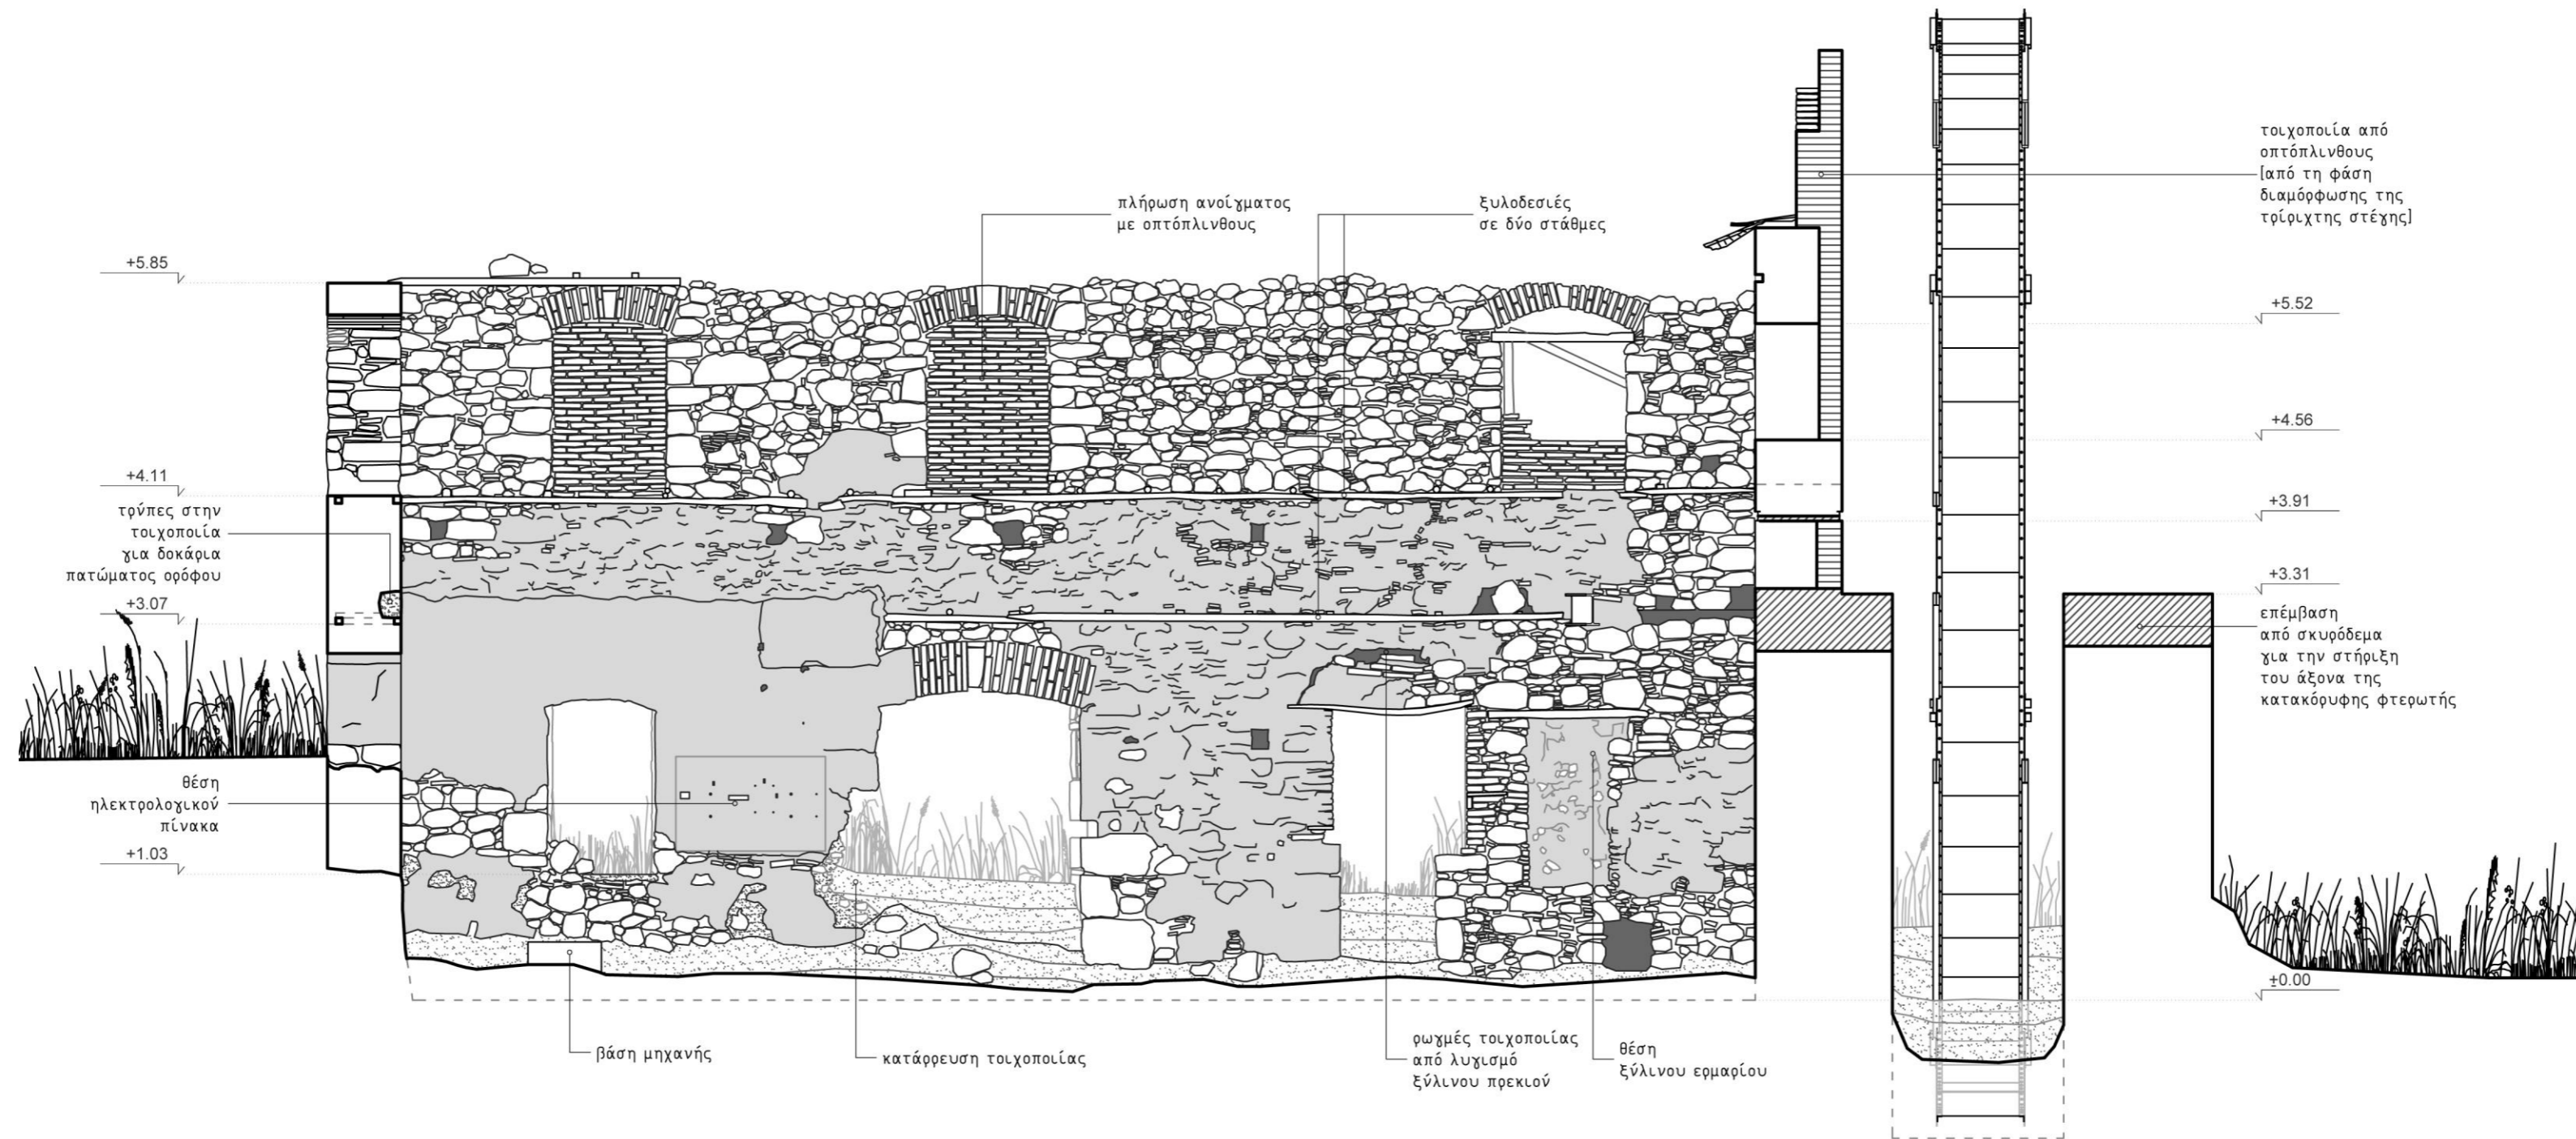 τοιχοποιία από
οπτόπλινθους
[από τη φάση
διαμόρφωσης της
τρίριχτης στέγης]
πλήρωση ανοίγματος
με οπτόπλινθους
ξυλοδεσιές
σε δύο στάθμες
+5.85
+5.52
+4.56
+4.11
τρύπες στην
τοιχοποιία
για δοκάρια
πατώματος ορόφου
+3.91
+3.31
+3.07
επέμβαση
από σκυρόδεμα
για την στήριξη
του άξονα της
κατακόρυφης φτερωτής
θέση
ηλεκτρολογικού
πίνακα
+1.03
±0.00
βάση μηχανής
κατάρρευση τοιχοποιίας
ρωγμές τοιχοποιίας
από λυγισμό
ξύλινου πρεκιού
θέση
ξύλινου ερμαρίου